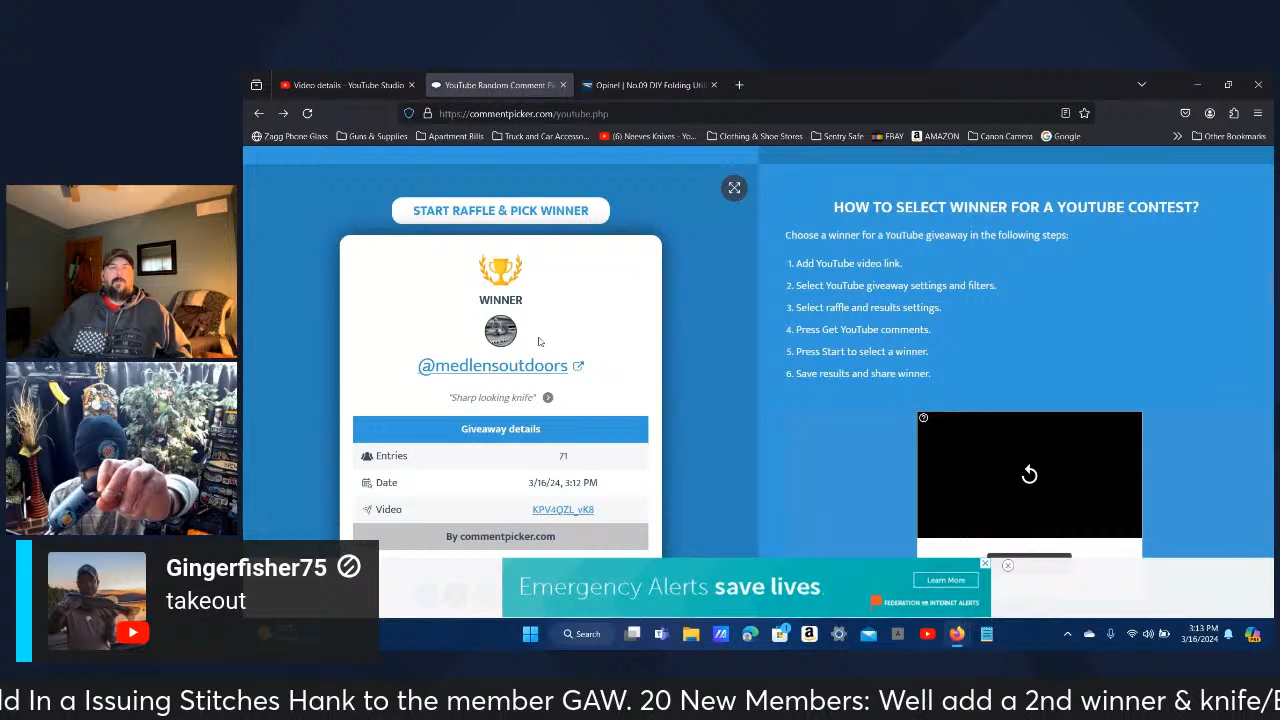 Video details - YouTube Studio
YouTube Random Comment Pi
Opinel | No.09 DIY Folding Util
https://commentpicker.com/youtube.php
Zagg Phone Glass
Guns & Supplies
Apartment Bills
Truck and Car Accesso...
(6) Neeves Knives - Yo...
Clothing & Shoe Stores
Sentry Safe
EBAY
AMAZON
Canon Camera
Google
Other Bookmarks
START RAFFLE & PICK WINNER
WINNER
@medlensoutdoors
"Sharp looking knife"
Giveaway details
Entries 71
Date 3/16/24, 3:12 PM
Video KPV4QZL_vK8
By commentpicker.com
HOW TO SELECT WINNER FOR A YOUTUBE CONTEST?
Choose a winner for a YouTube giveaway in the following steps:
1. Add YouTube video link.
2. Select YouTube giveaway settings and filters.
3. Select raffle and results settings.
4. Press Get YouTube comments.
5. Press Start to select a winner.
6. Save results and share winner.
Emergency Alerts save lives.
Learn More
FEDERATION FOR INTERNET ALERTS
Gingerfisher75
takeout
Search
3:13 PM
3/16/2024
ld In a Issuing Stitches Hank to the member GAW. 20 New Members: Well add a 2nd winner & knife/E